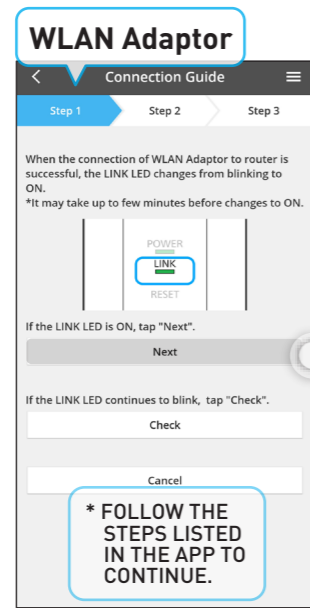 WLAN Adaptor
Connection Guide
Step 1
Step 2
Step 3
When the connection of WLAN Adaptor to router is
successful, the LINK LED changes from blinking to
ON.
*It may take up to few minutes before changes to ON.
POWER
LINK
RESET
If the LINK LED is ON, tap "Next".
Next
If the LINK LED continues to blink, tap "Check".
Check
Cancel
* FOLLOW THE
STEPS LISTED
IN THE APP TO
CONTINUE.